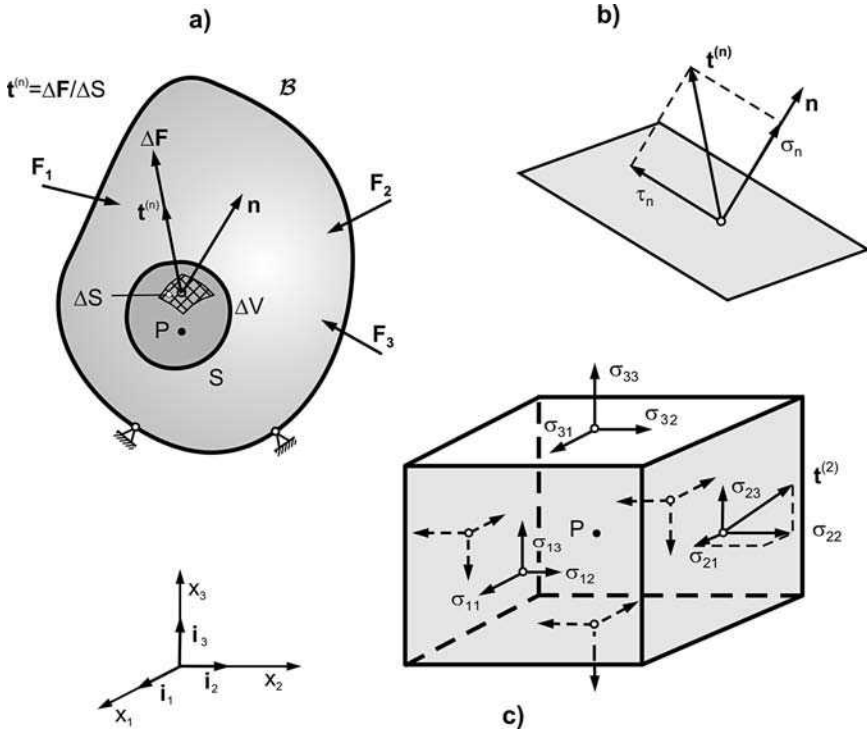 a)
t⁽ⁿ⁾=ΔF/ΔS
ℬ
ΔF
F₁
t⁽ⁿ⁾
n
F₂
ΔS
ΔV
P
F₃
S
b)
t⁽ⁿ⁾
n
σₙ
τₙ
σ₃₃
σ₃₂
σ₃₁
t⁽²⁾
σ₂₃
P
σ₂₂
σ₁₃
σ₂₁
σ₁₂
σ₁₁
x₃
i₃
i₁
i₂
x₂
x₁
c)